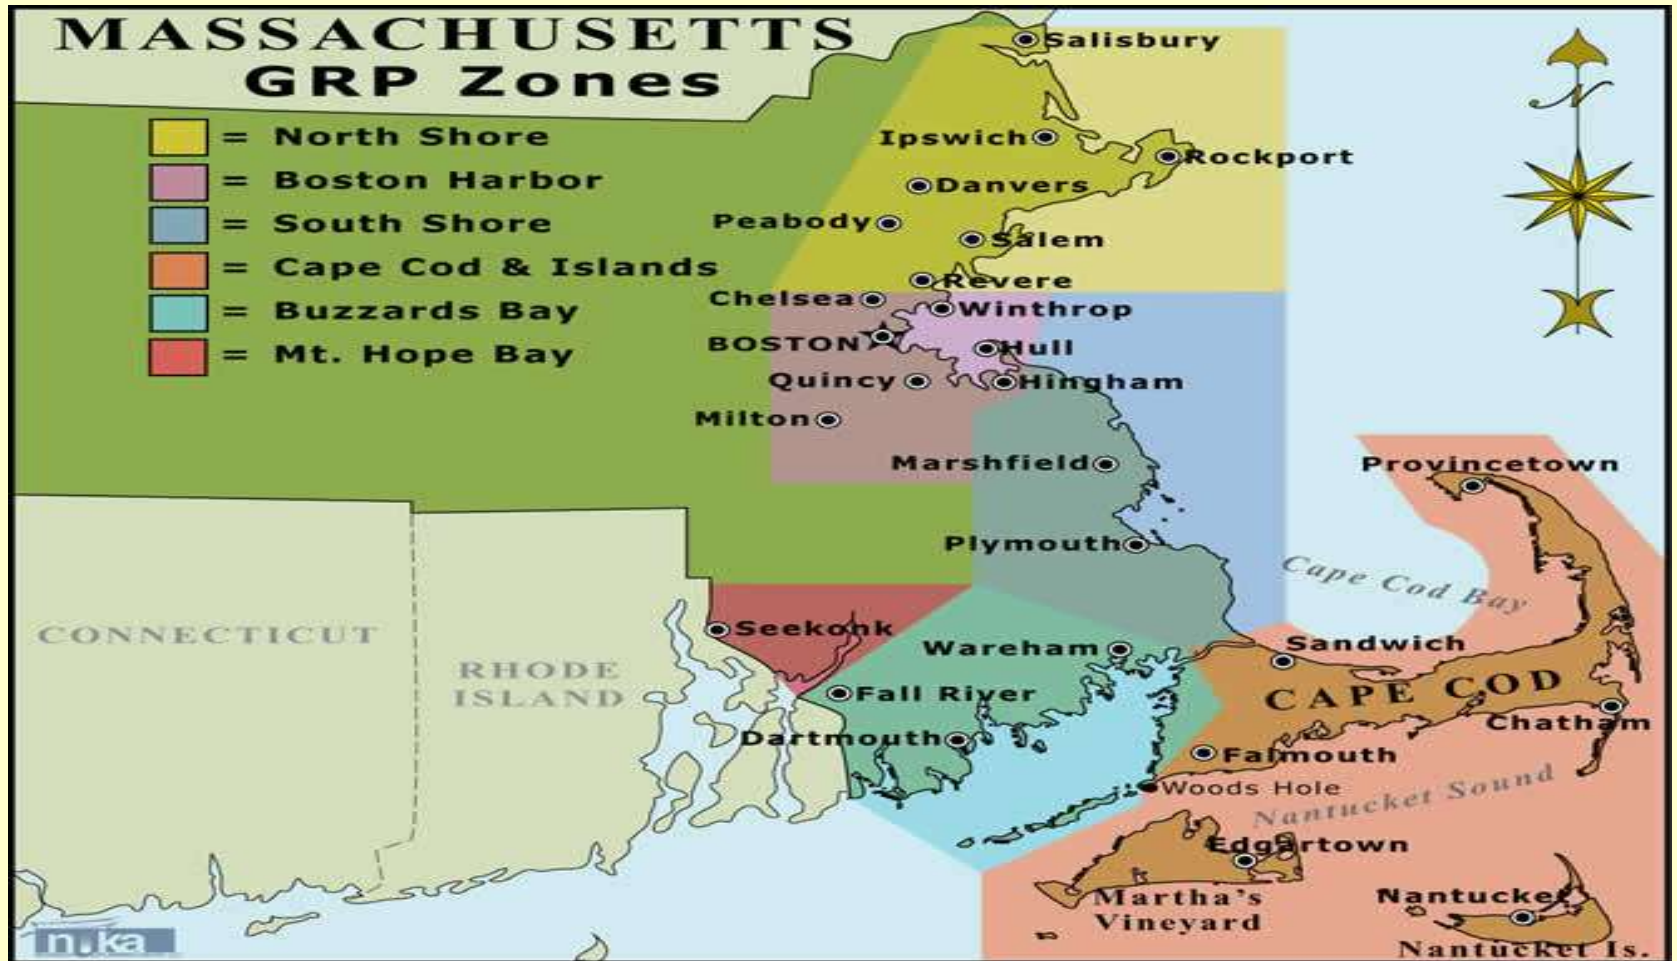 MASSACHUSETTS
GRP Zones
= North Shore
= Boston Harbor
= South Shore
= Cape Cod & Islands
= Buzzards Bay
= Mt. Hope Bay
Salisbury
Ipswich
Rockport
Danvers
Peabody
Salem
Revere
Chelsea
Winthrop
BOSTON
Hull
Quincy
Hingham
Milton
Marshfield
Provincetown
Plymouth
Cape Cod Bay
CONNECTICUT
RHODE
ISLAND
Seekonk
Wareham
Sandwich
Fall River
CAPE COD
Chatham
Dartmouth
Falmouth
Woods Hole
Nantucket Sound
Edgartown
Martha's
Vineyard
Nantucket
Nantucket Is.
N
nuka